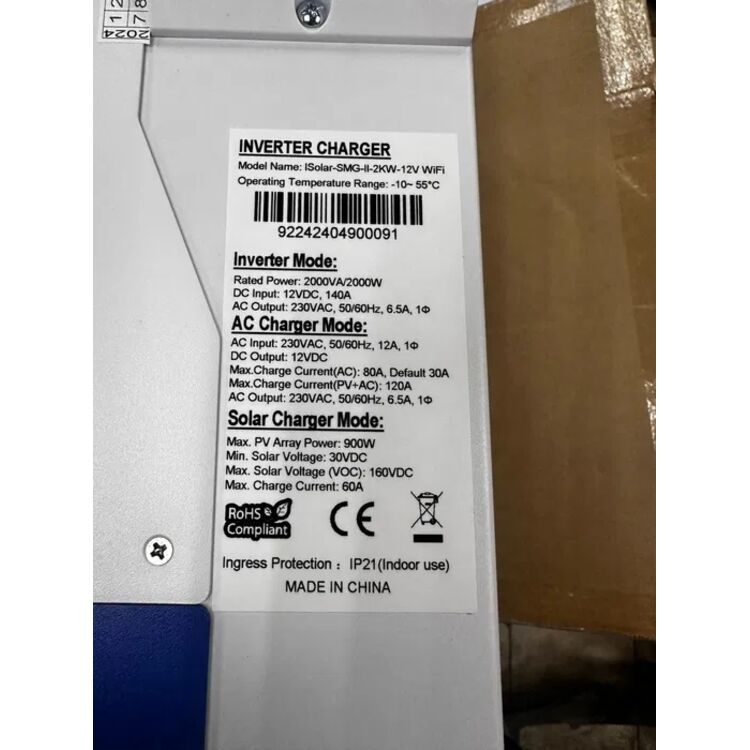 12
78
2024
INVERTER CHARGER
Model Name: ISolar-SMG-II-2KW-12V WiFi
Operating Temperature Range: -10~ 55°C
92242404900091
Inverter Mode:
Rated Power: 2000VA/2000W
DC Input: 12VDC, 140A
AC Output: 230VAC, 50/60Hz, 6.5A, 1Φ
AC Charger Mode:
AC Input: 230VAC, 50/60Hz, 12A, 1Φ
DC Output: 12VDC
Max.Charge Current(AC): 80A, Default 30A
Max.Charge Current(PV+AC): 120A
AC Output: 230VAC, 50/60Hz, 6.5A, 1Φ
Solar Charger Mode:
Max. PV Array Power: 900W
Min. Solar Voltage: 30VDC
Max. Solar Voltage (VOC): 160VDC
Max. Charge Current: 60A
RoHS
Compliant
CE
Ingress Protection : IP21(Indoor use)
MADE IN CHINA